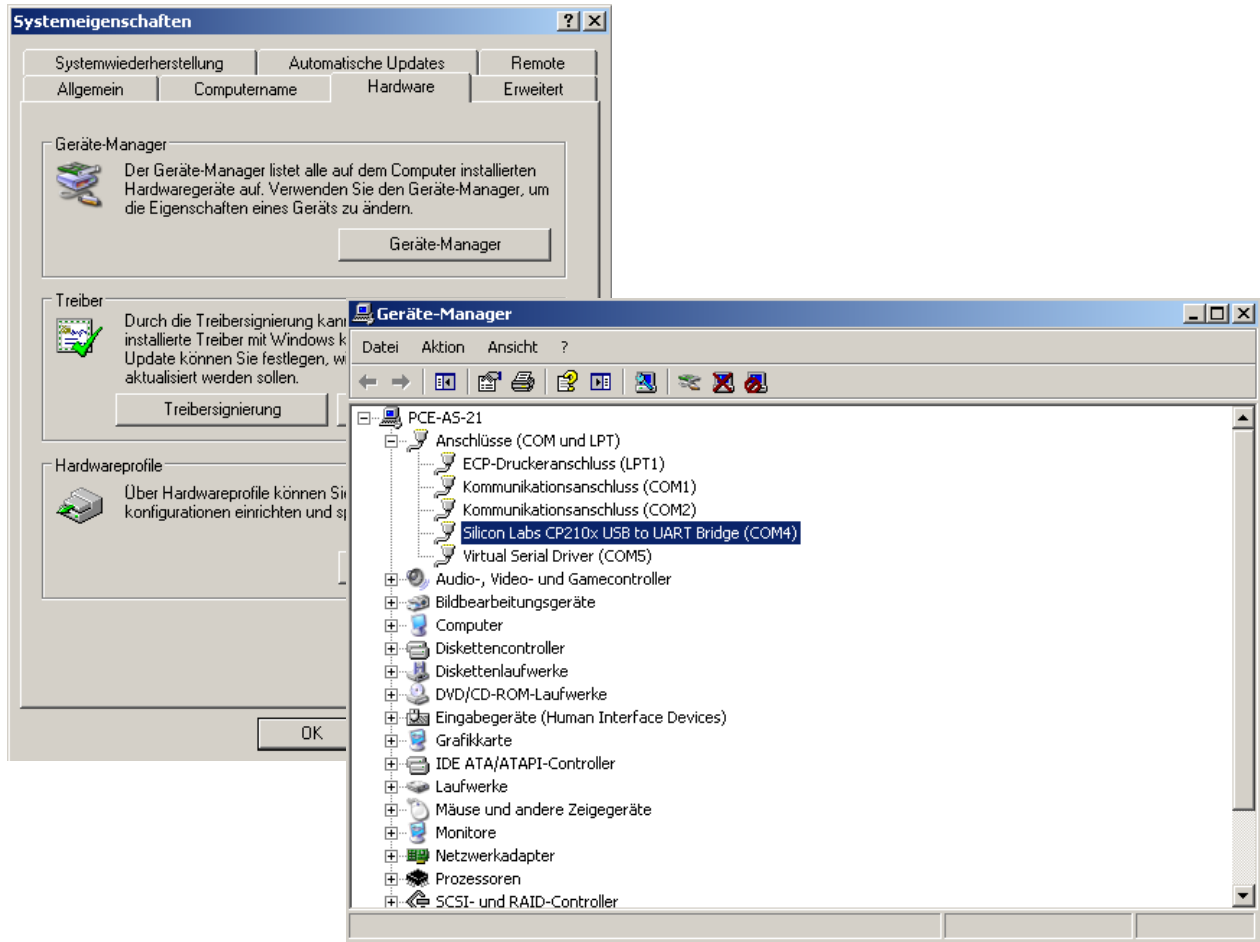 Systemeigenschaften
Systemwiederherstellung Automatische Updates Remote
Allgemein Computername Hardware Erweitert
Geräte-Manager
Der Geräte-Manager listet alle auf dem Computer installierten
Hardwaregeräte auf. Verwenden Sie den Geräte-Manager, um
die Eigenschaften eines Geräts zu ändern.
Geräte-Manager
Treiber
Durch die Treibersignierung kann
installierte Treiber mit Windows k
Update können Sie festlegen, w
aktualisiert werden sollen.
Treibersignierung
Hardwareprofile
Über Hardwareprofile können Si
konfigurationen einrichten und sp
OK
Geräte-Manager
Datei Aktion Ansicht ?
PCE-AS-21
Anschlüsse (COM und LPT)
ECP-Druckeranschluss (LPT1)
Kommunikationsanschluss (COM1)
Kommunikationsanschluss (COM2)
Silicon Labs CP210x USB to UART Bridge (COM4)
Virtual Serial Driver (COM5)
Audio-, Video- und Gamecontroller
Bildbearbeitungsgeräte
Computer
Diskettencontroller
Diskettenlaufwerke
DVD/CD-ROM-Laufwerke
Eingabegeräte (Human Interface Devices)
Grafikkarte
IDE ATA/ATAPI-Controller
Laufwerke
Mäuse und andere Zeigegeräte
Monitore
Netzwerkadapter
Prozessoren
SCSI- und RAID-Controller